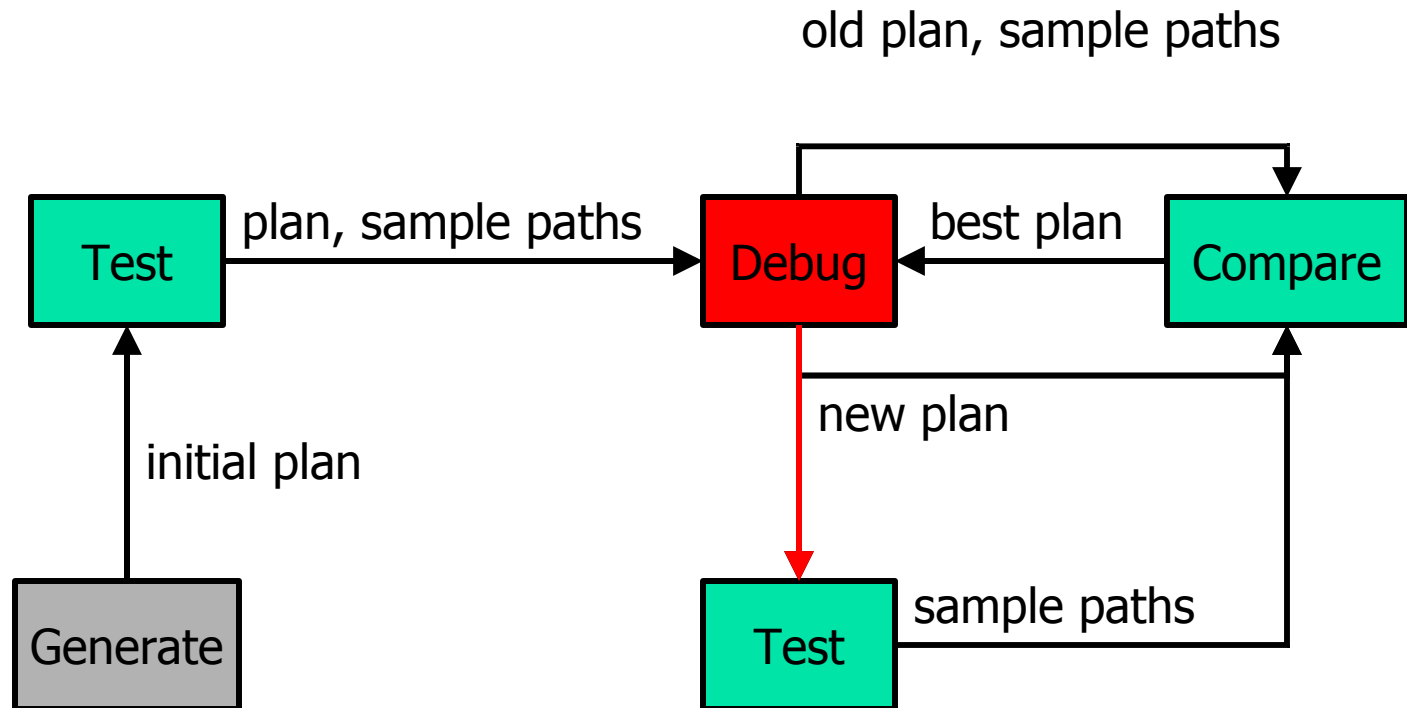 old plan, sample paths
Test
plan, sample paths
Debug
best plan
Compare
new plan
initial plan
Generate
Test
sample paths